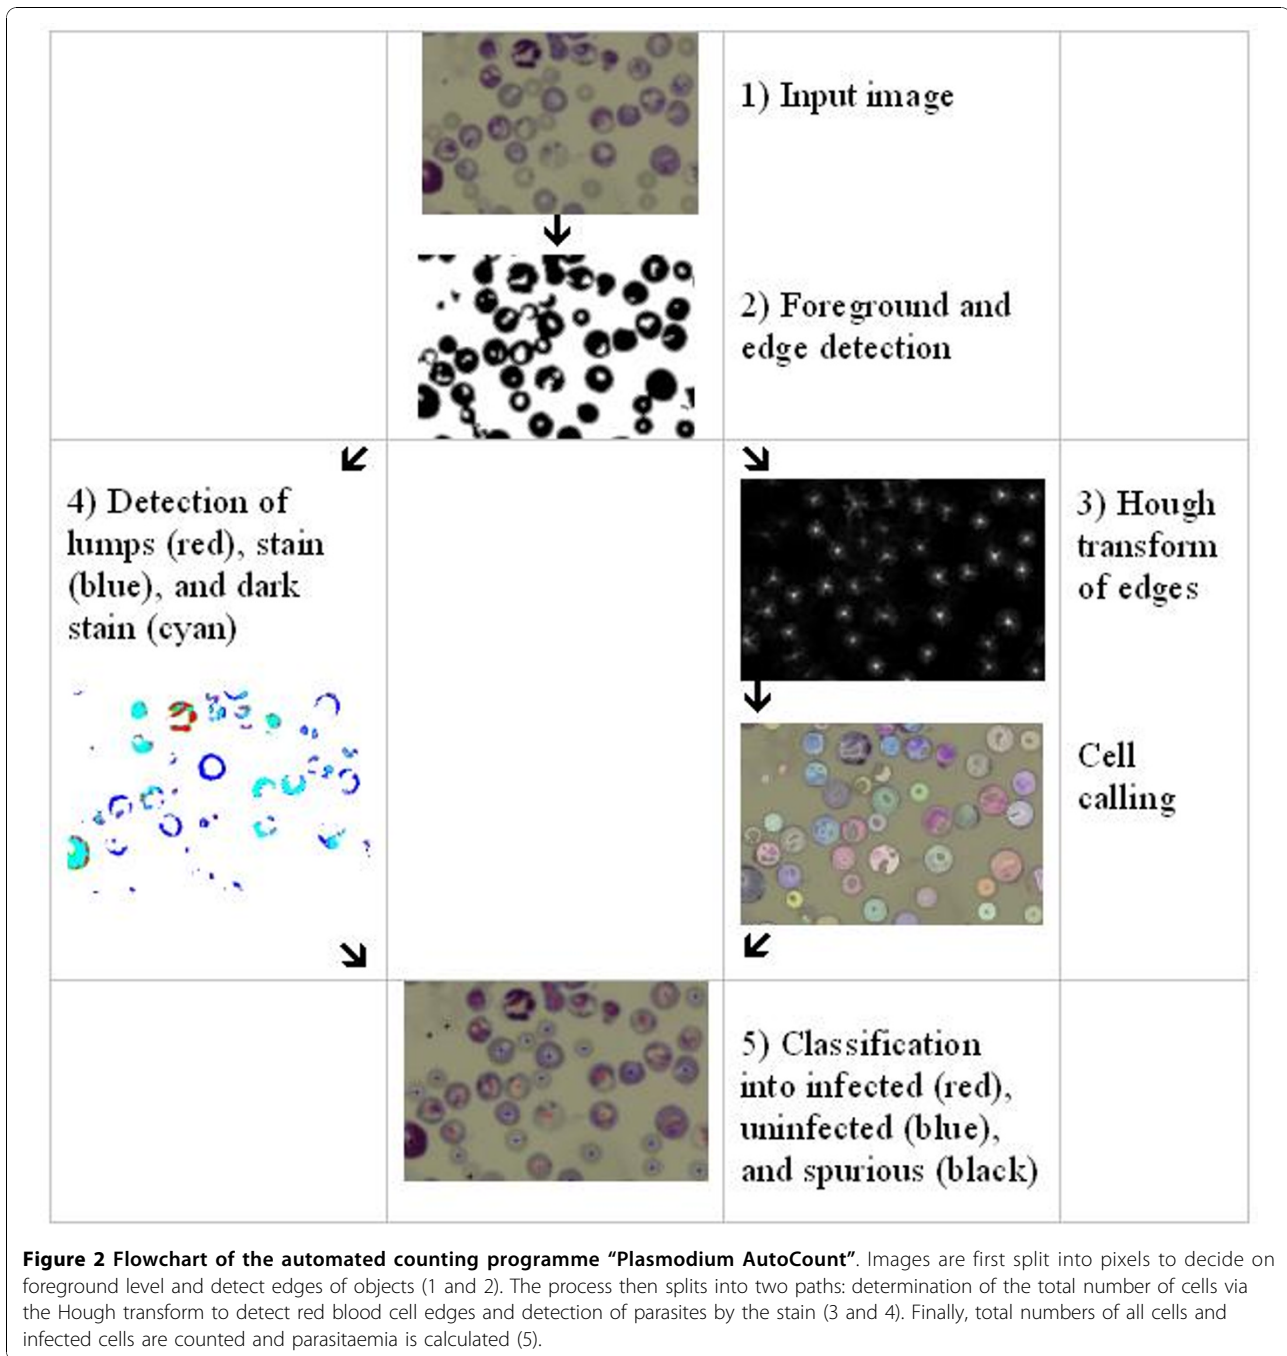 1) Input image
2) Foreground and
edge detection
4) Detection of
lumps (red), stain
(blue), and dark
stain (cyan)
3) Hough
transform
of edges
Cell
calling
5) Classification
into infected (red),
uninfected (blue),
and spurious (black)
Figure 2 Flowchart of the automated counting programme “Plasmodium AutoCount”. Images are first split into pixels to decide on
foreground level and detect edges of objects (1 and 2). The process then splits into two paths: determination of the total number of cells via
the Hough transform to detect red blood cell edges and detection of parasites by the stain (3 and 4). Finally, total numbers of all cells and
infected cells are counted and parasitaemia is calculated (5).